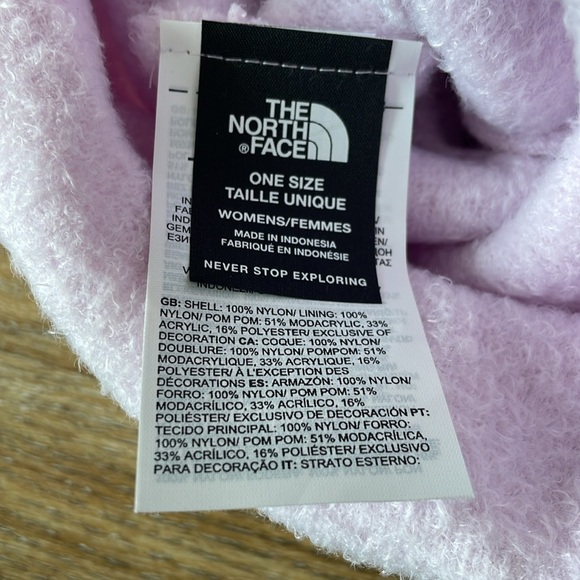 THE
NORTH
® FACE
ONE SIZE
TAILLE UNIQUE
WOMENS/FEMMES
MADE IN INDONESIA
FABRIQUÉ EN INDONÉSIE
NEVER STOP EXPLORING
GB: SHELL: 100% NYLON/ LINING: 100%
NYLON/ POM POM: 51% MODACRYLIC, 33%
ACRYLIC, 16% POLYESTER/ EXCLUSIVE OF
DECORATION CA: COQUE: 100% NYLON/
DOUBLURE: 100% NYLON/ POMPOM: 51%
MODACRYLIQUE, 33% ACRYLIQUE, 16%
POLYESTER/ À L'EXCEPTION DES
DÉCORATIONS ES: ARMAZÓN: 100% NYLON/
FORRO: 100% NYLON/ POM POM: 51%
MODACRÍLICO, 33% ACRÍLICO, 16%
POLIÉSTER/ EXCLUSIVO DE DECORACIÓN PT:
TECIDO PRINCIPAL: 100% NYLON/ FORRO:
100% NYLON/ POM POM: 51% MODACRÍLICA,
33% ACRÍLICO, 16% POLIÉSTER/ EXCLUSIVO
PARA DECORAÇÃO IT: STRATO ESTERNO: